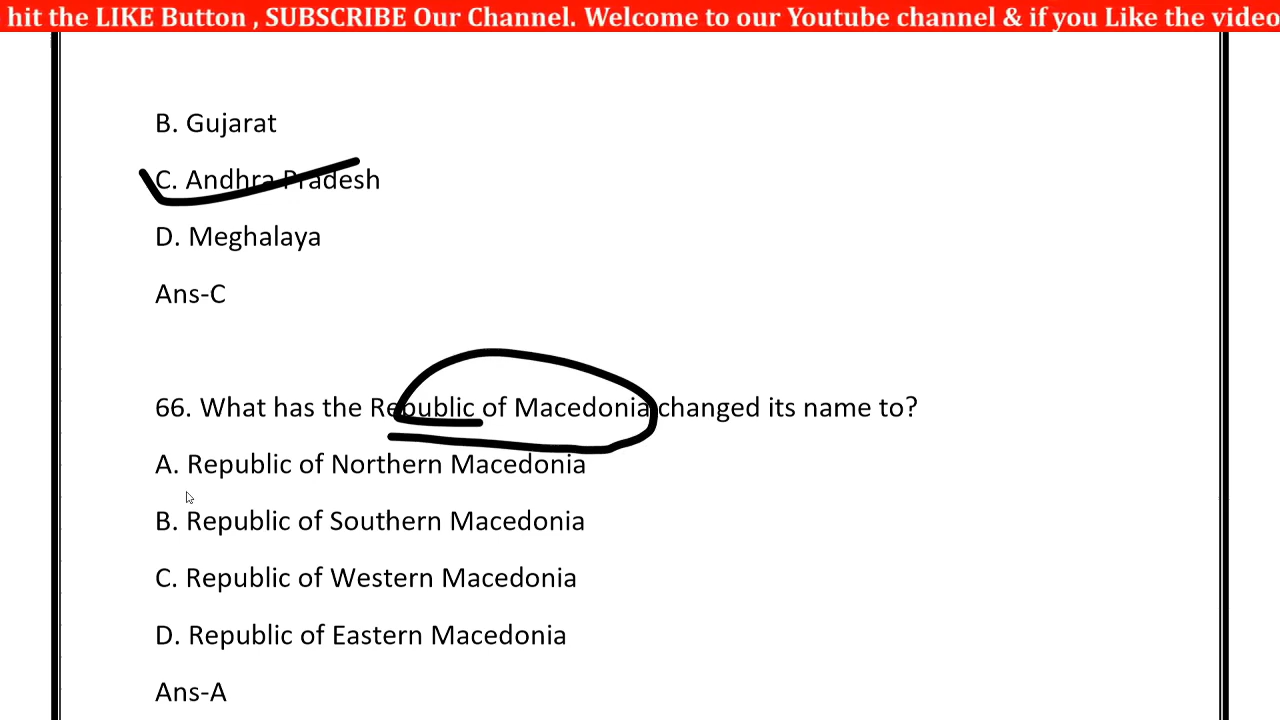 hit the LIKE Button , SUBSCRIBE Our Channel. Welcome to our Youtube channel & if you Like the video
B. Gujarat
C. Andhra Pradesh
D. Meghalaya
Ans-C
66. What has the Republic of Macedonia changed its name to?
A. Republic of Northern Macedonia
B. Republic of Southern Macedonia
C. Republic of Western Macedonia
D. Republic of Eastern Macedonia
Ans-A